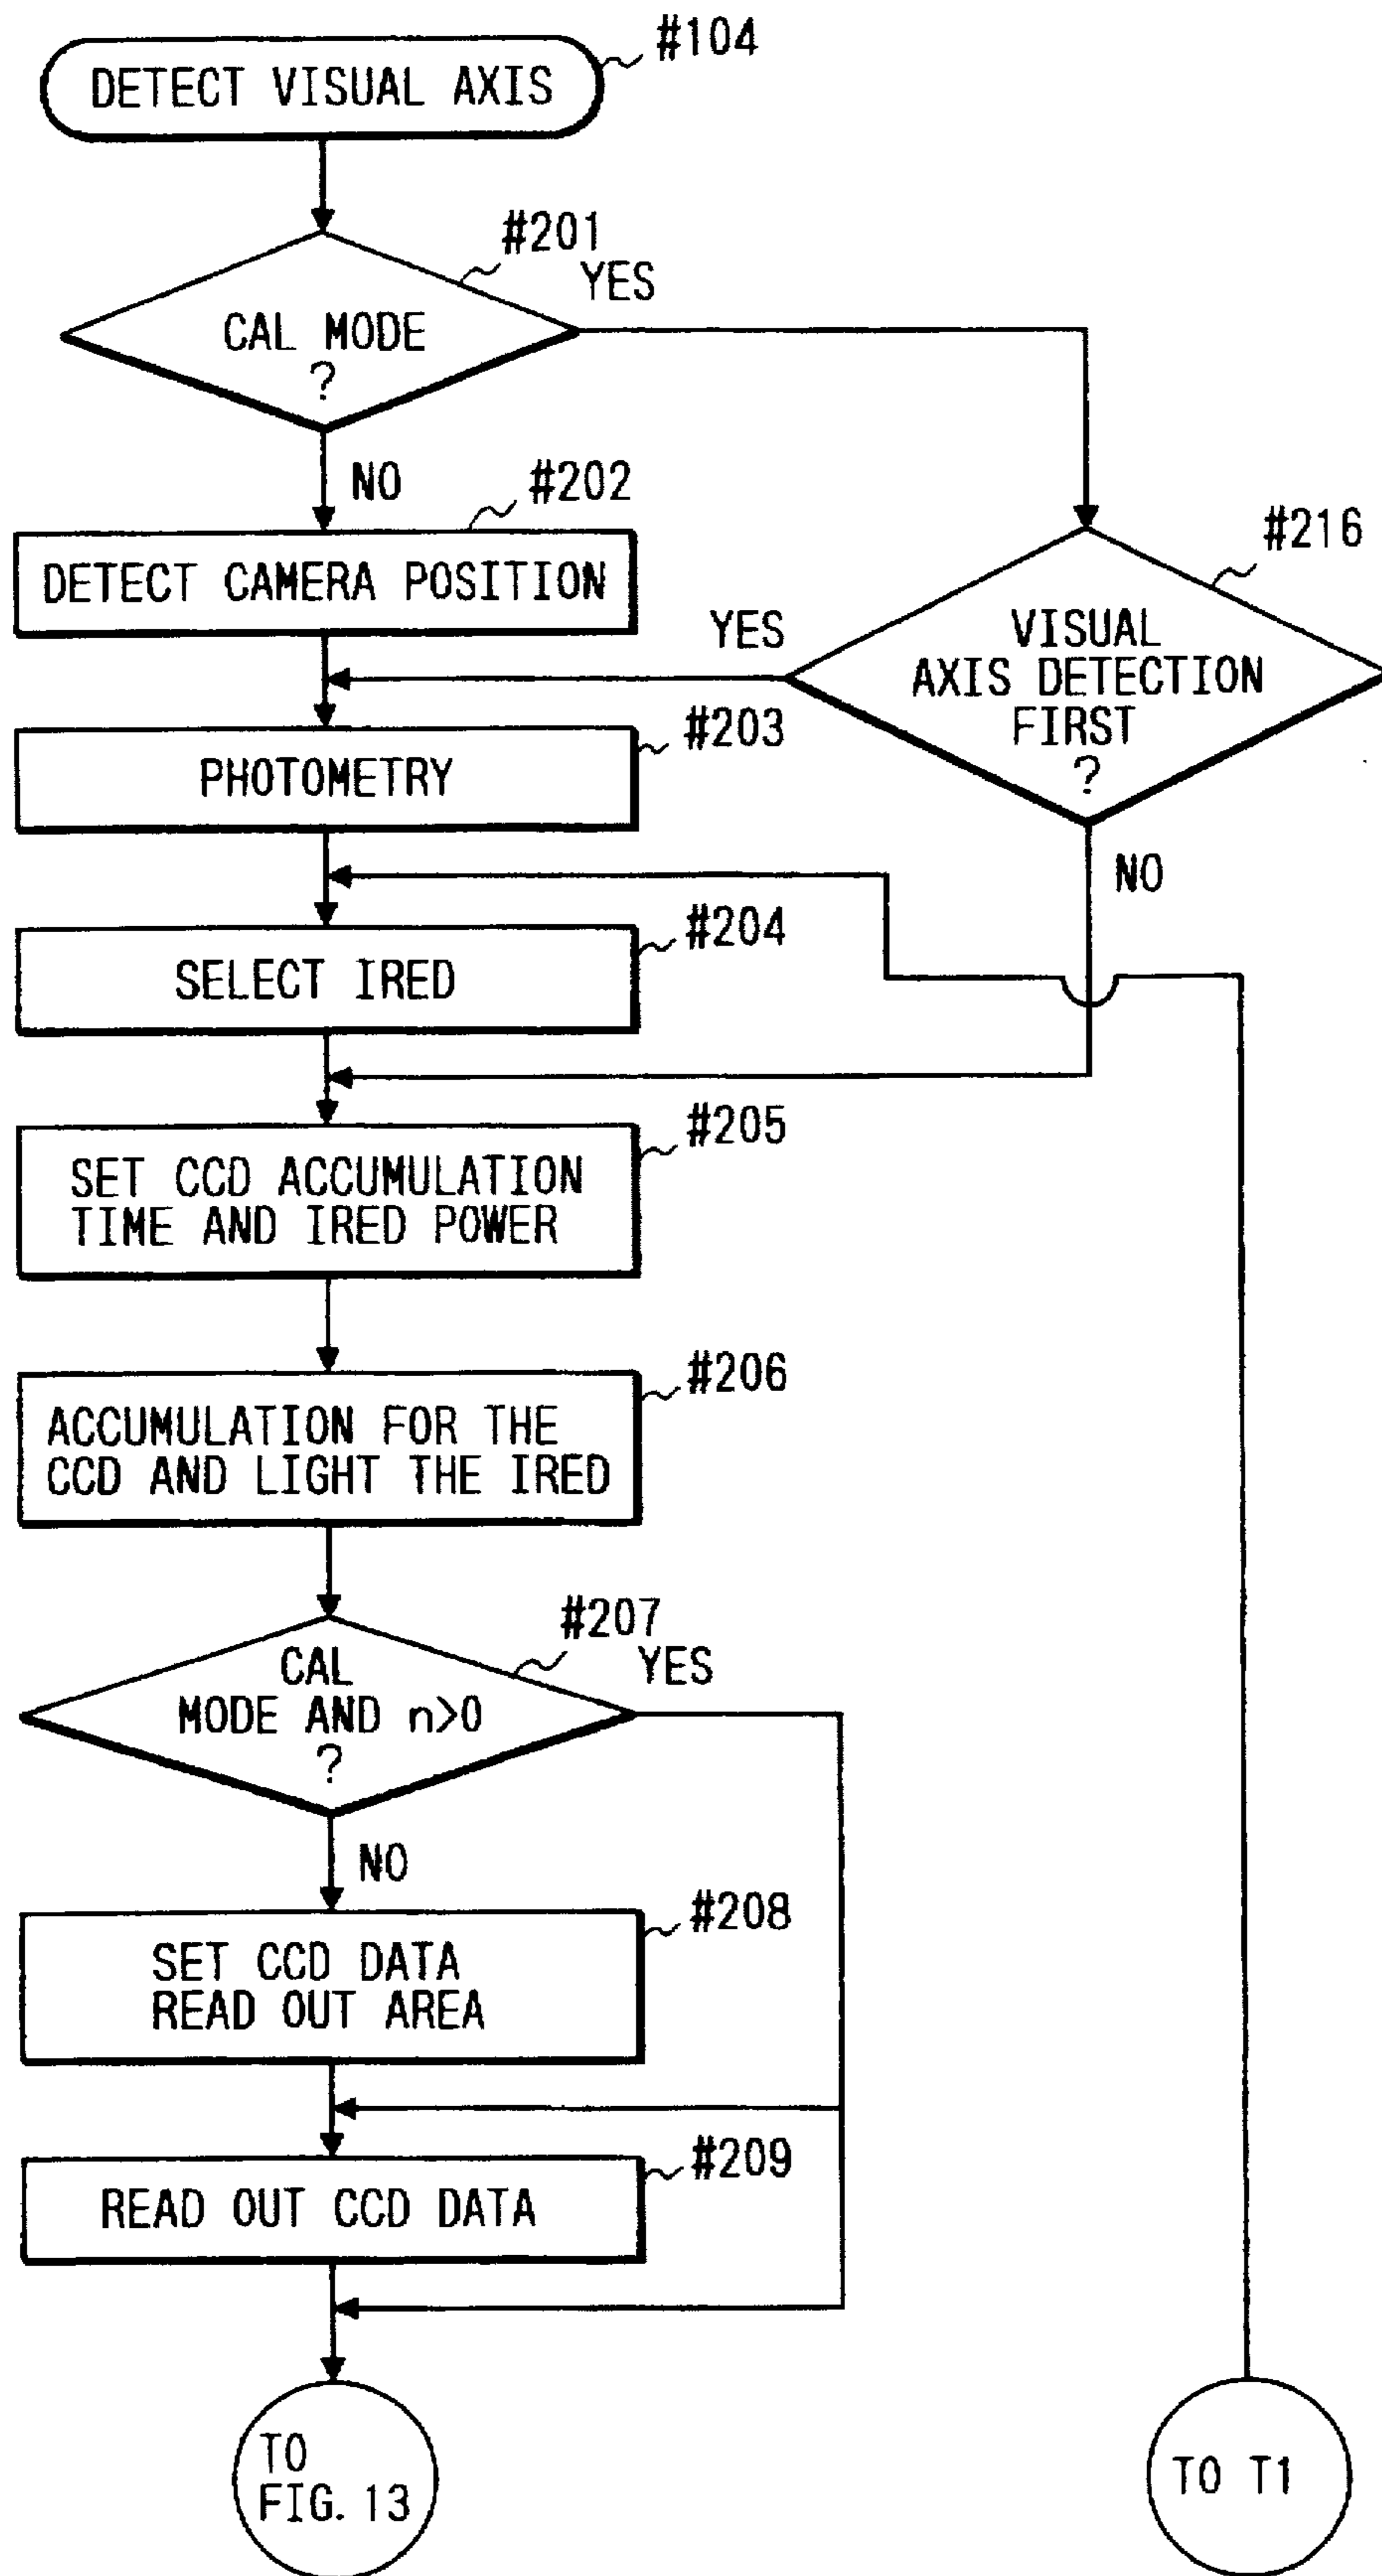 #104
DETECT VISUAL AXIS
#201
YES
CAL MODE
?
NO
#202
DETECT CAMERA POSITION
#216
YES
VISUAL
AXIS DETECTION
FIRST
?
NO
#203
PHOTOMETRY
#204
SELECT IRED
#205
SET CCD ACCUMULATION
TIME AND IRED POWER
#206
ACCUMULATION FOR THE
CCD AND LIGHT THE IRED
#207
YES
CAL
MODE AND n>0
?
NO
#208
SET CCD DATA
READ OUT AREA
#209
READ OUT CCD DATA
TO
FIG. 13
TO T1